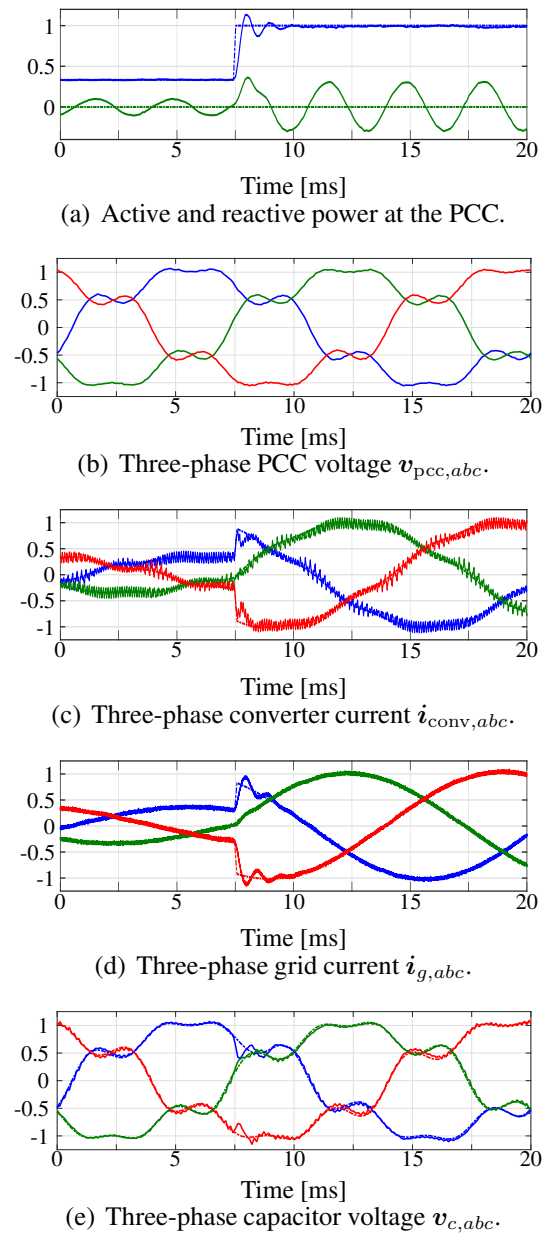 1
0.5
0
0 5 10 15 20
Time [ms]
(a) Active and reactive power at the PCC.
1
0.5
0
-0.5
-1
0 5 10 15 20
Time [ms]
(b) Three-phase PCC voltage v_pcc,abc.
1
0.5
0
-0.5
-1
0 5 10 15 20
Time [ms]
(c) Three-phase converter current i_conv,abc.
1
0.5
0
-0.5
-1
0 5 10 15 20
Time [ms]
(d) Three-phase grid current i_g,abc.
1
0.5
0
-0.5
-1
0 5 10 15 20
Time [ms]
(e) Three-phase capacitor voltage v_c,abc.